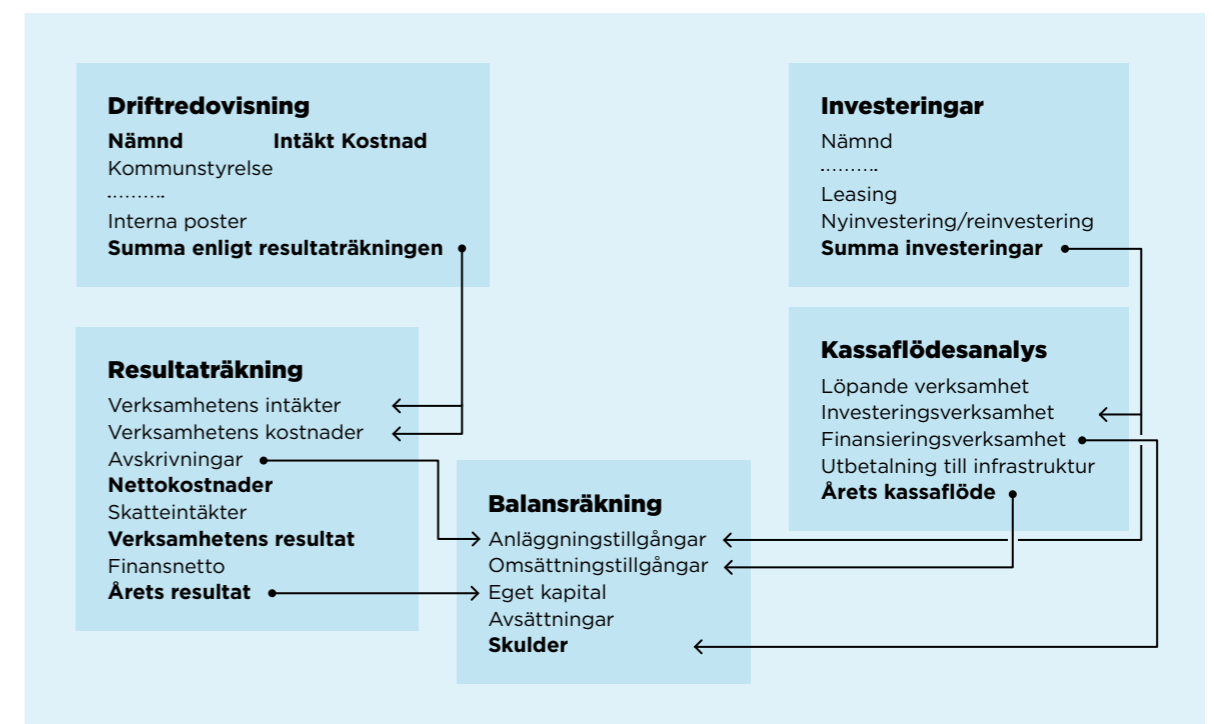 Driftredovisning
Nämnd Intäkt Kostnad
Kommunstyrelse
..........
Interna poster
Summa enligt resultaträkningen
Resultaträkning
Verksamhetens intäkter
Verksamhetens kostnader
Avskrivningar
Nettokostnader
Skatteintäkter
Verksamhetens resultat
Finansnetto
Årets resultat
Balansräkning
Anläggningstillgångar
Omsättningstillgångar
Eget kapital
Avsättningar
Skulder
Investeringar
Nämnd
..........
Leasing
Nyinvestering/reinvestering
Summa investeringar
Kassaflödesanalys
Löpande verksamhet
Investeringsverksamhet
Finansieringsverksamhet
Utbetalning till infrastruktur
Årets kassaflöde